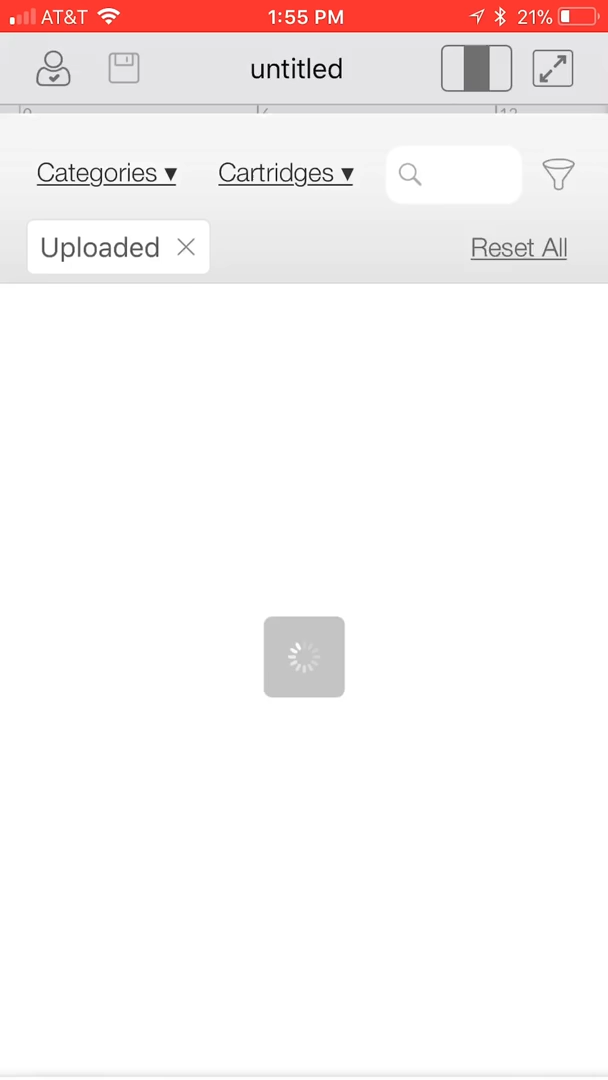 AT&T 1:55 PM 21%
untitled
Categories ▾ Cartridges ▾
Uploaded ×
Reset All